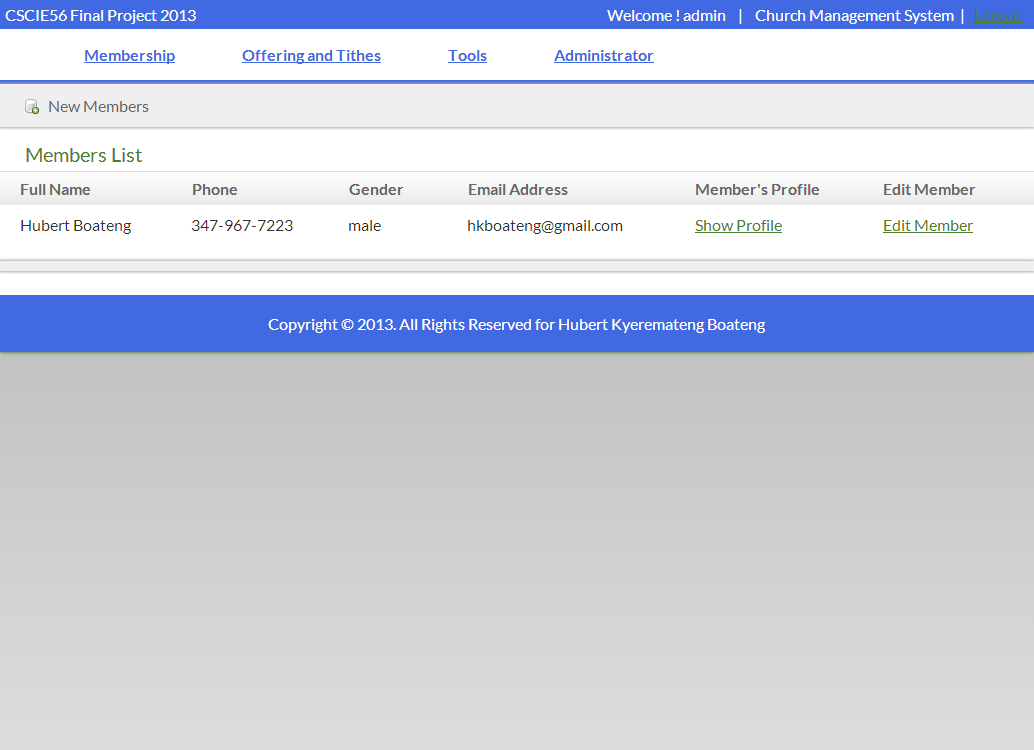 CSCIE56 Final Project 2013 Welcome ! admin | Church Management System | Logout
Membership Offering and Tithes Tools Administrator
New Members
Members List
Full Name Phone Gender Email Address Member's Profile Edit Member
Hubert Boateng 347-967-7223 male hkboateng@gmail.com Show Profile Edit Member
Copyright © 2013. All Rights Reserved for Hubert Kyeremateng Boateng